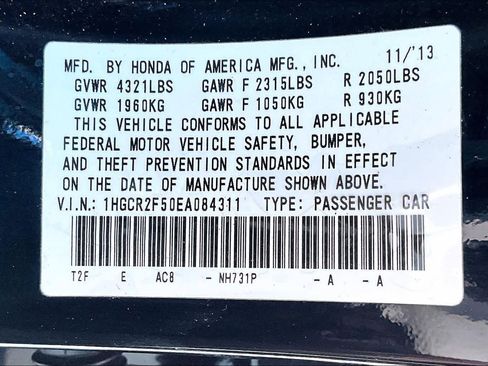 MFD. BY HONDA OF AMERICA MFG., INC. 11/'13
GVWR 4321LBS GAWR F 2315LBS R 2050LBS
GVWR 1960KG GAWR F 1050KG R 930KG
THIS VEHICLE CONFORMS TO ALL APPLICABLE
FEDERAL MOTOR VEHICLE SAFETY, BUMPER,
AND THEFT PREVENTION STANDARDS IN EFFECT
ON THE DATE OF MANUFACTURE SHOWN ABOVE.
V.I.N.: 1HGCR2F50EA084311 TYPE: PASSENGER CAR
T2F E AC8 - NH731P - A - A